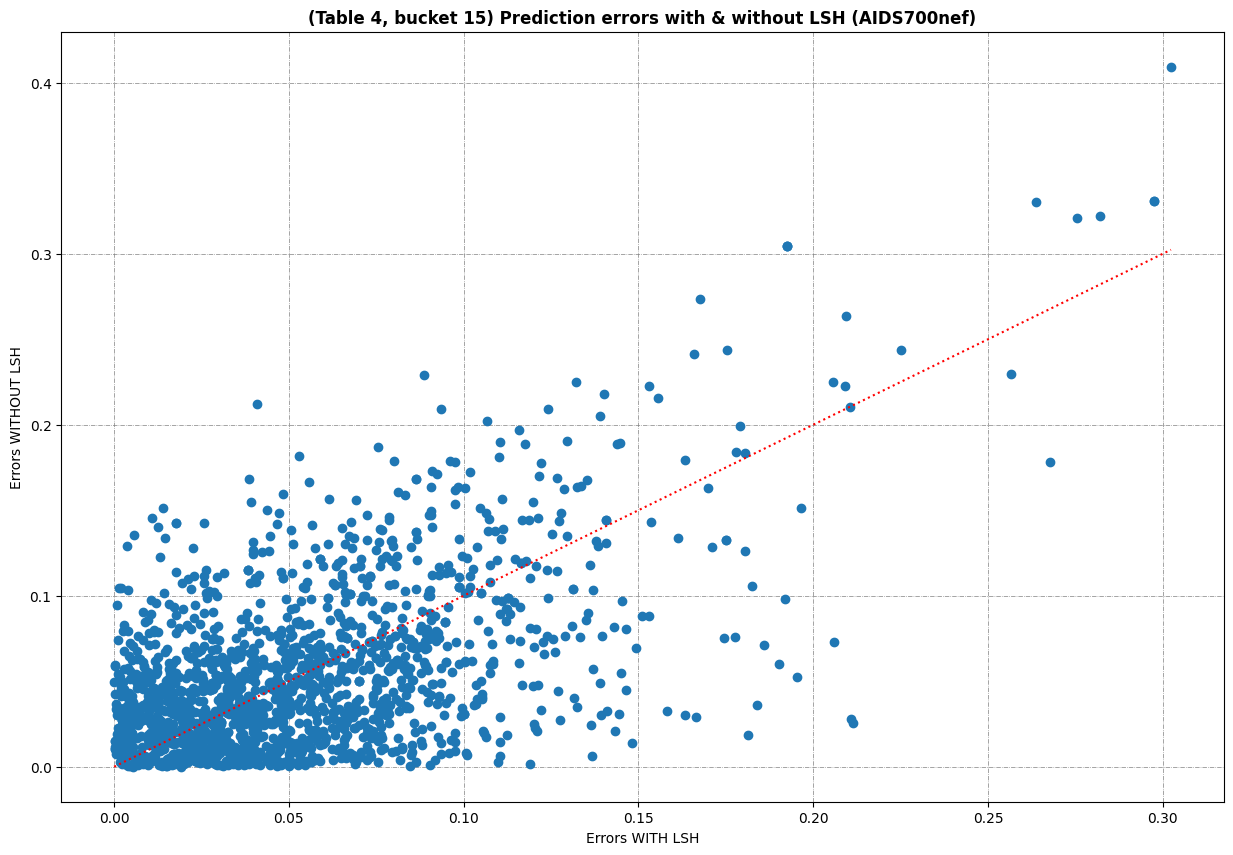 (Table 4, bucket 15) Prediction errors with & without LSH (AIDS700nef)
Errors WITHOUT LSH
0.4
0.3
0.2
0.1
0.0
0.00 0.05 0.10 0.15 0.20 0.25 0.30
Errors WITH LSH